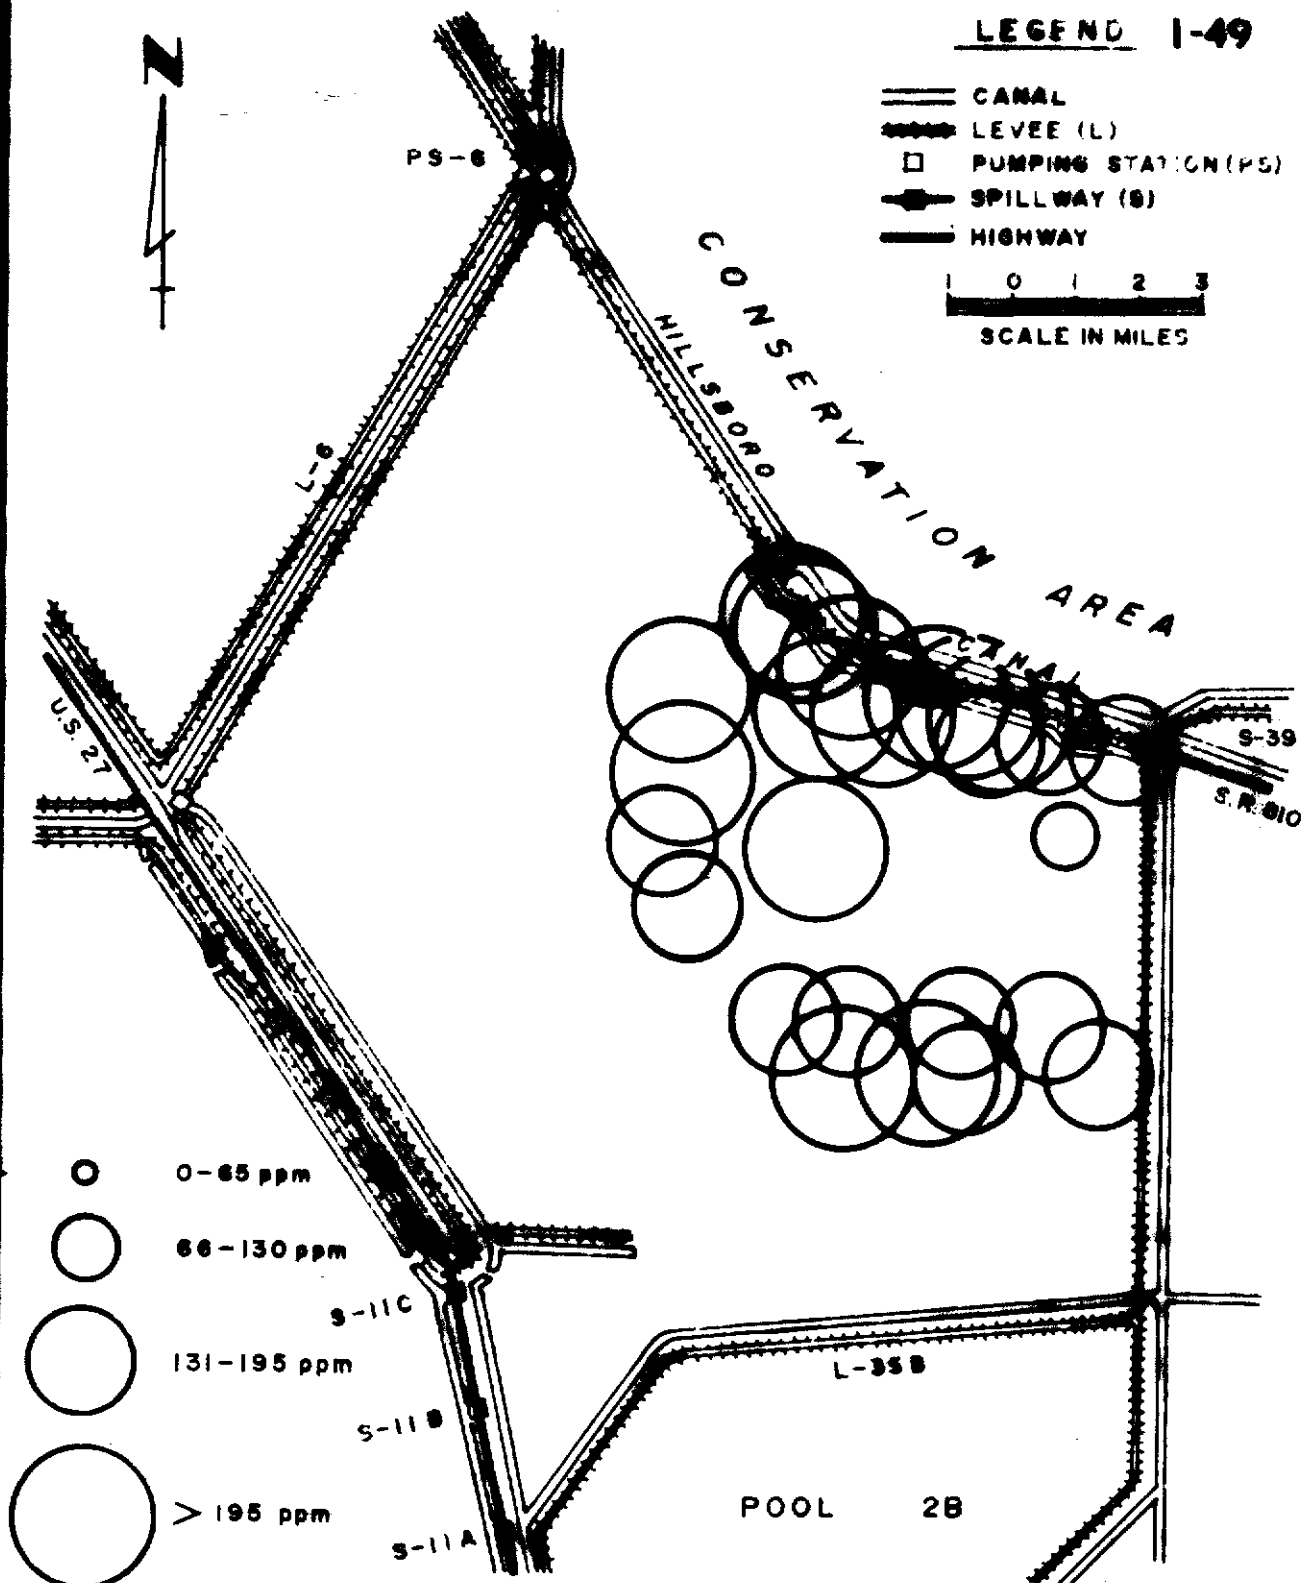 LEGEND I-49
N
CANAL
LEVEE (L)
PS-6
PUMPING STATION (PS)
SPILLWAY (S)
HIGHWAY
1 0 1 2 3
SCALE IN MILES
CONSERVATION AREA
HILLSBORO CANAL
L-6
U.S. 27
S-39
S.R. 810
0-65 ppm
66-130 ppm
S-11C
131-195 ppm
L-35B
S-11B
> 195 ppm
POOL 2B
S-11A